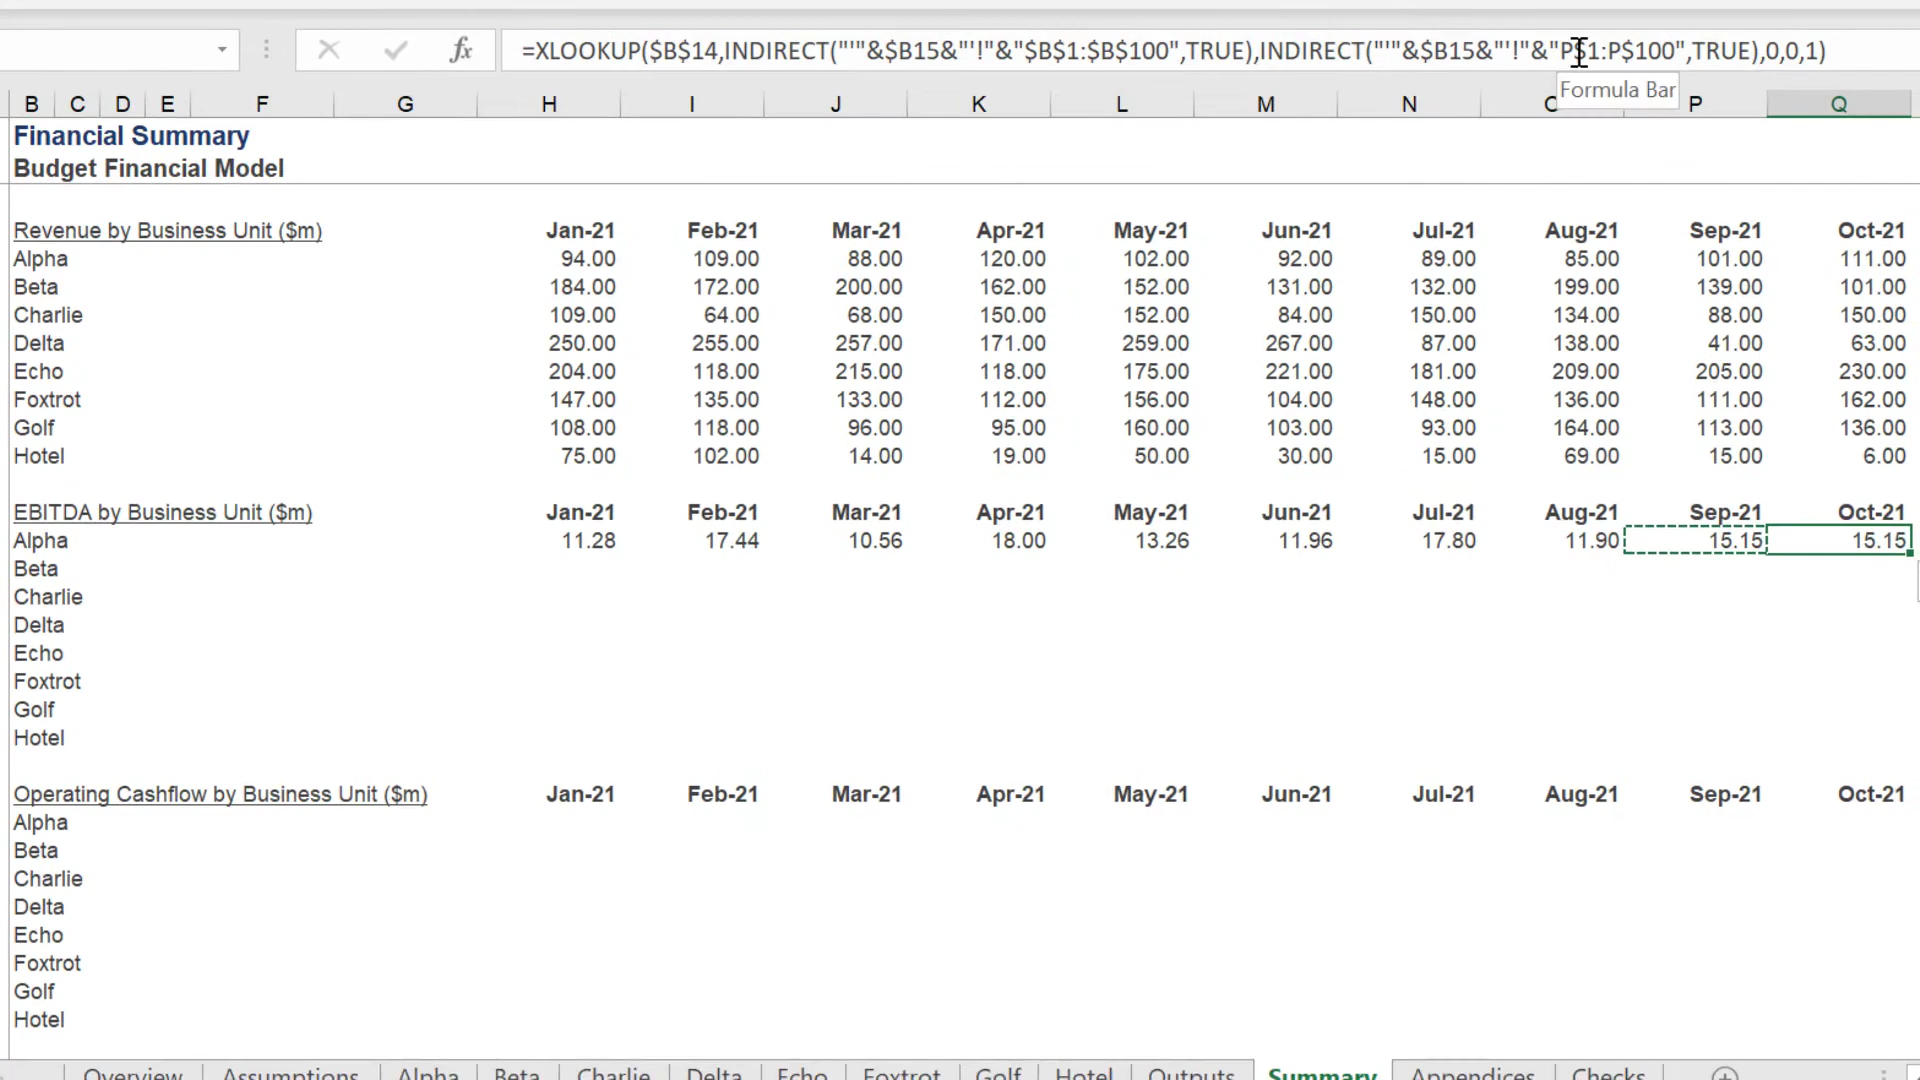 =XLOOKUP($B$14,INDIRECT("'"&$B15&"'!"&"$B$1:$B$100",TRUE),INDIRECT("'"&$B15&"'!"&"P$1:P$100",TRUE),0,0,1)
Formula Bar
B C D E F G H I J K L M N P Q
Financial Summary
Budget Financial Model
Revenue by Business Unit ($m) Jan-21 Feb-21 Mar-21 Apr-21 May-21 Jun-21 Jul-21 Aug-21 Sep-21 Oct-21
Alpha 94.00 109.00 88.00 120.00 102.00 92.00 89.00 85.00 101.00 111.00
Beta 184.00 172.00 200.00 162.00 152.00 131.00 132.00 199.00 139.00 101.00
Charlie 109.00 64.00 68.00 150.00 152.00 84.00 150.00 134.00 88.00 150.00
Delta 250.00 255.00 257.00 171.00 259.00 267.00 87.00 138.00 41.00 63.00
Echo 204.00 118.00 215.00 118.00 175.00 221.00 181.00 209.00 205.00 230.00
Foxtrot 147.00 135.00 133.00 112.00 156.00 104.00 148.00 136.00 111.00 162.00
Golf 108.00 118.00 96.00 95.00 160.00 103.00 93.00 164.00 113.00 136.00
Hotel 75.00 102.00 14.00 19.00 50.00 30.00 15.00 69.00 15.00 6.00
EBITDA by Business Unit ($m) Jan-21 Feb-21 Mar-21 Apr-21 May-21 Jun-21 Jul-21 Aug-21 Sep-21 Oct-21
Alpha 11.28 17.44 10.56 18.00 13.26 11.96 17.80 11.90 15.15 15.15
Beta
Charlie
Delta
Echo
Foxtrot
Golf
Hotel
Operating Cashflow by Business Unit ($m) Jan-21 Feb-21 Mar-21 Apr-21 May-21 Jun-21 Jul-21 Aug-21 Sep-21 Oct-21
Alpha
Beta
Charlie
Delta
Echo
Foxtrot
Golf
Hotel
Overview Assumptions Alpha Beta Charlie Delta Echo Foxtrot Golf Hotel Outputs Summary Appendices Checks